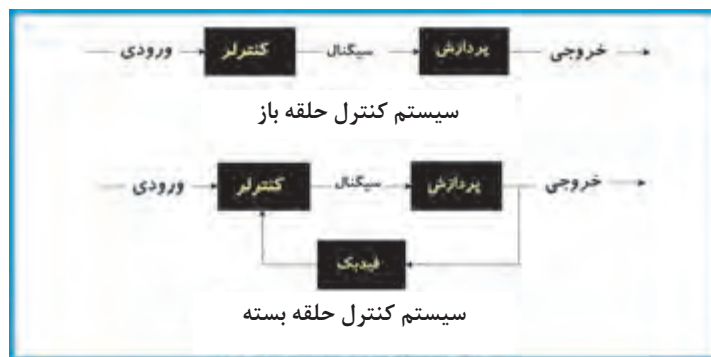 ورودی کنترلر سیگنال پردازش خروجی
سیستم کنترل حلقه باز
ورودی کنترلر سیگنال پردازش خروجی
فیدبک
سیستم کنترل حلقه بسته